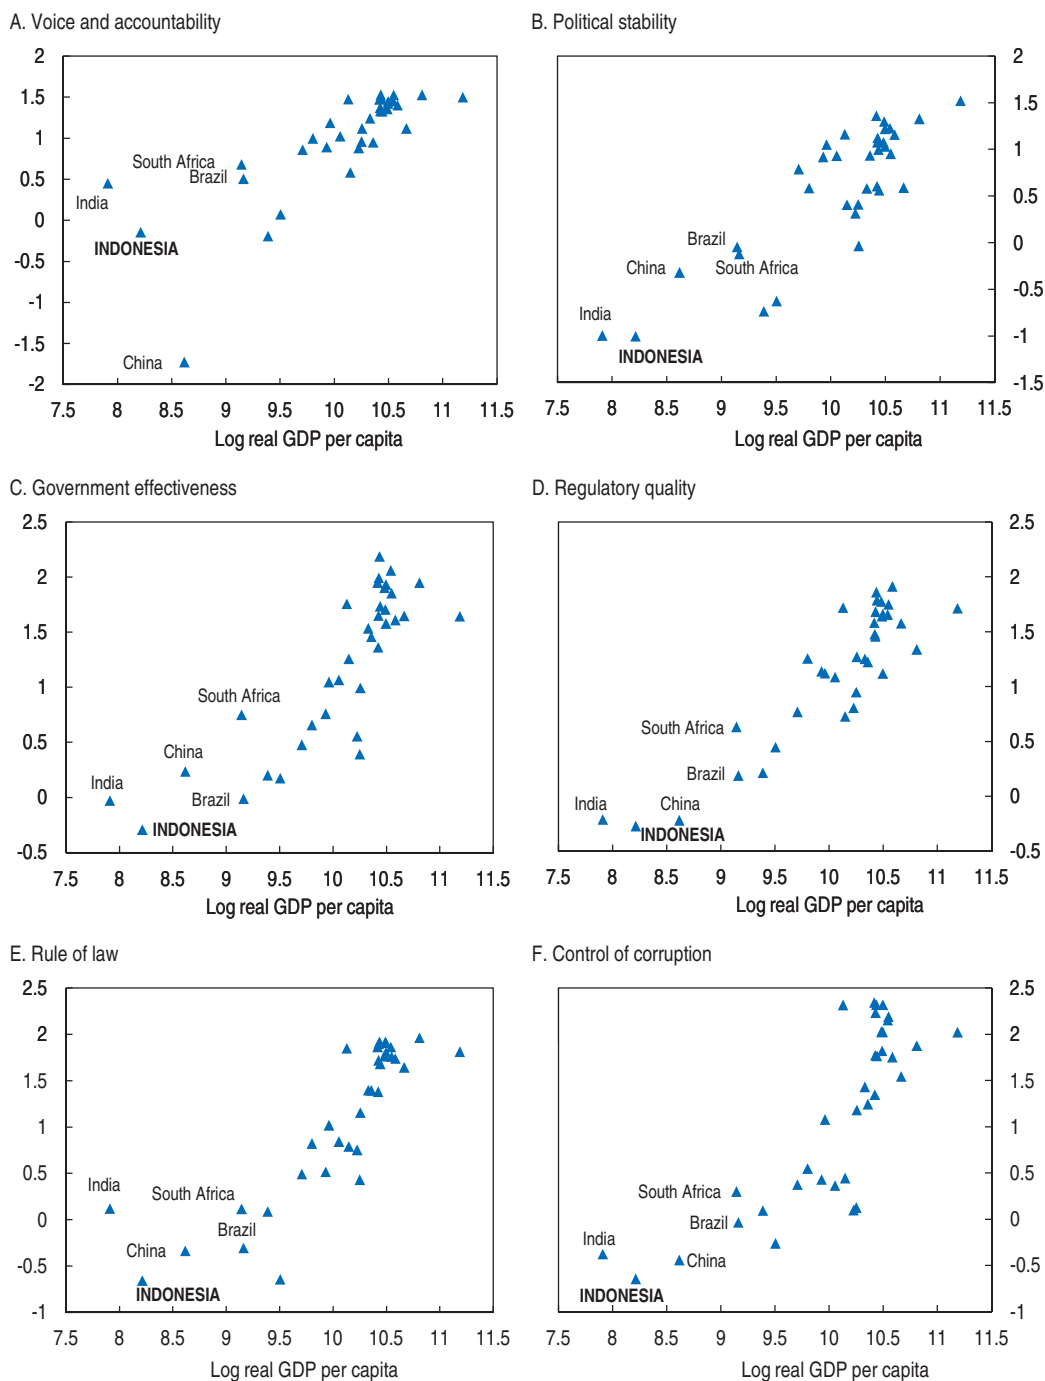 A. Voice and accountability
2
1.5
1
0.5
0
-0.5
-1
-1.5
-2
South Africa
Brazil
India
INDONESIA
China
7.5 8 8.5 9 9.5 10 10.5 11 11.5
Log real GDP per capita
B. Political stability
2
1.5
1
0.5
0
-0.5
-1
-1.5
Brazil
China
South Africa
India
INDONESIA
7.5 8 8.5 9 9.5 10 10.5 11 11.5
Log real GDP per capita
C. Government effectiveness
2.5
2
1.5
1
0.5
0
-0.5
South Africa
China
India
Brazil
INDONESIA
7.5 8 8.5 9 9.5 10 10.5 11 11.5
Log real GDP per capita
D. Regulatory quality
2.5
2
1.5
1
0.5
0
-0.5
South Africa
Brazil
India
China
INDONESIA
7.5 8 8.5 9 9.5 10 10.5 11 11.5
Log real GDP per capita
E. Rule of law
2.5
2
1.5
1
0.5
0
-0.5
-1
India
South Africa
Brazil
China
INDONESIA
7.5 8 8.5 9 9.5 10 10.5 11 11.5
Log real GDP per capita
F. Control of corruption
2.5
2
1.5
1
0.5
0
-0.5
-1
South Africa
Brazil
India
China
INDONESIA
7.5 8 8.5 9 9.5 10 10.5 11 11.5
Log real GDP per capita